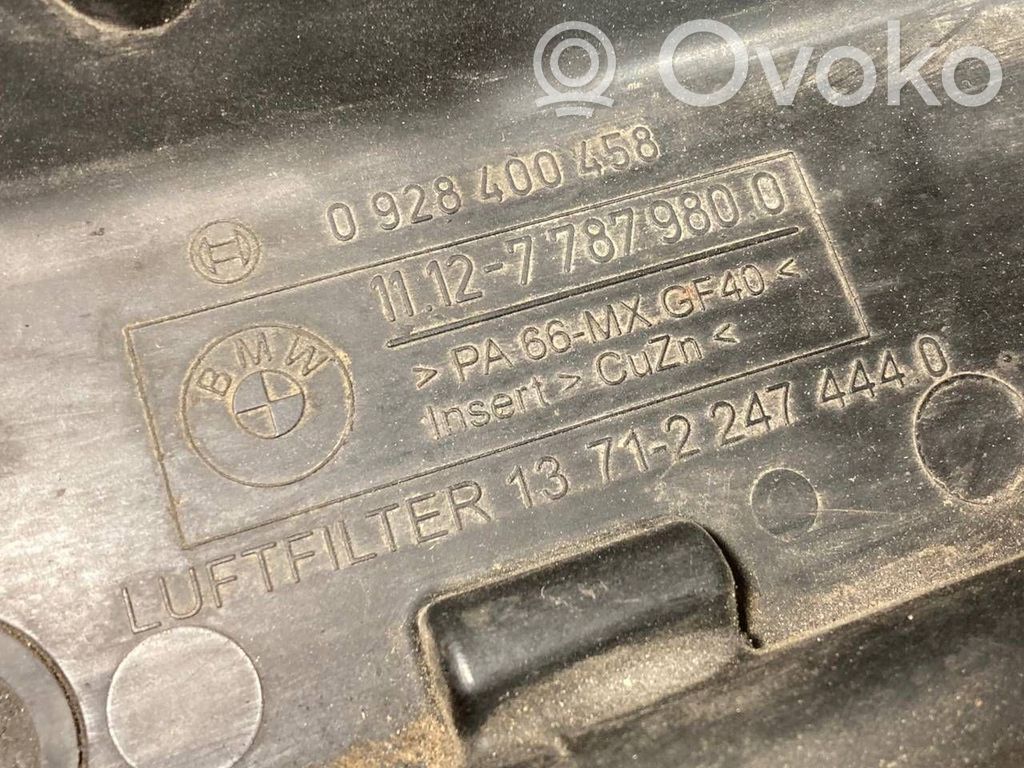 Ovoko
0 928 400 458
11.12-7 787 980.0
> PA 66-MX GF40 <
Insert > CuZn <
BMW
LUFTFILTER 13 71-2 247 444.0